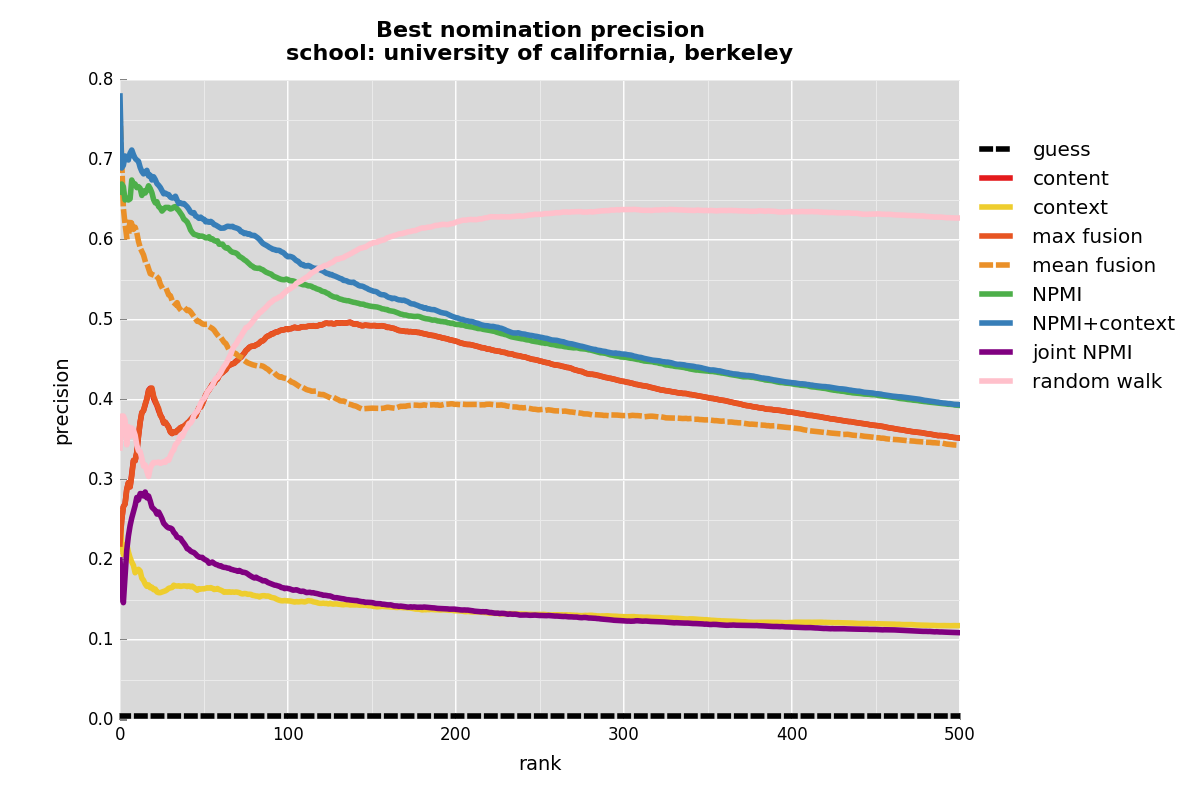 Best nomination precision
school: university of california, berkeley
precision
0.8
0.7
0.6
0.5
0.4
0.3
0.2
0.1
0.0
0
100
200
300
400
500
rank
guess
content
context
max fusion
mean fusion
NPMI
NPMI+context
joint NPMI
random walk